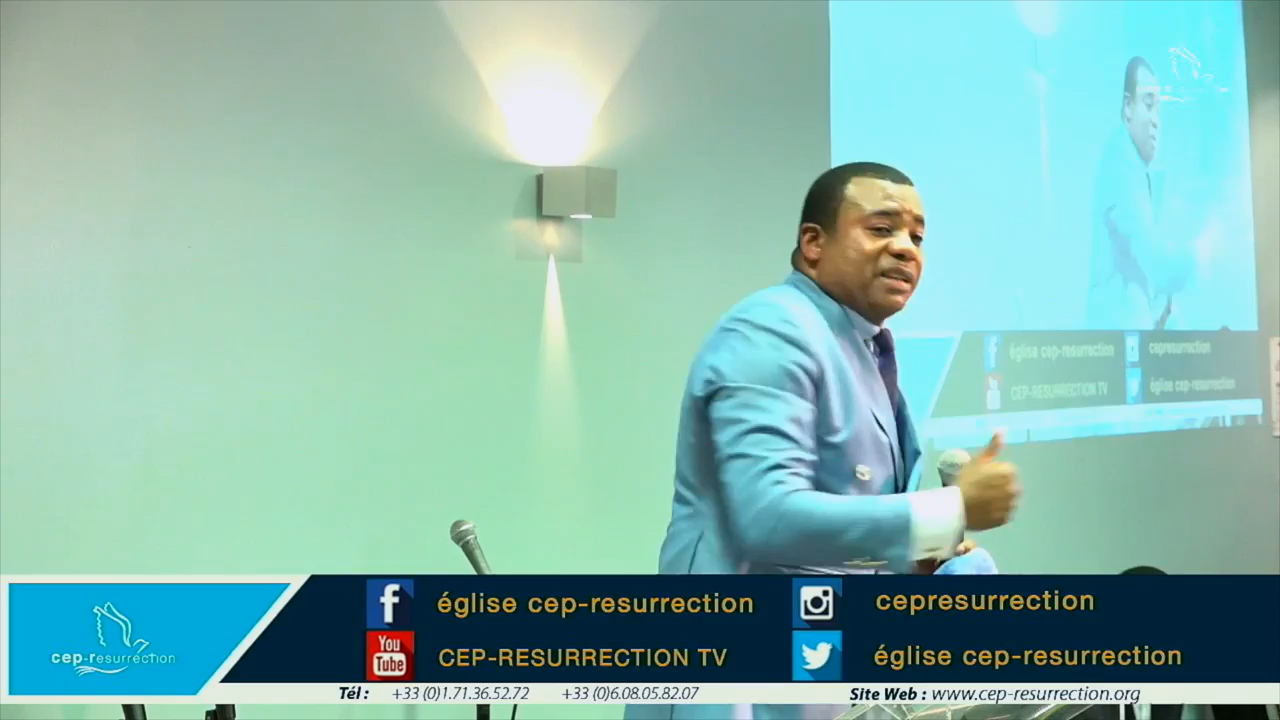 église cep-resurrection
cepresurrection
CEP-RESURRECTION TV
église cep-resurrection
f
église cep-resurrection
cepresurrection
You
Tube
CEP-RESURRECTION TV
église cep-resurrection
cep-resurrection
Tél : +33 (0)1.71.36.52.72 +33 (0)6.08.05.82.07
Site Web : www.cep-resurrection.org